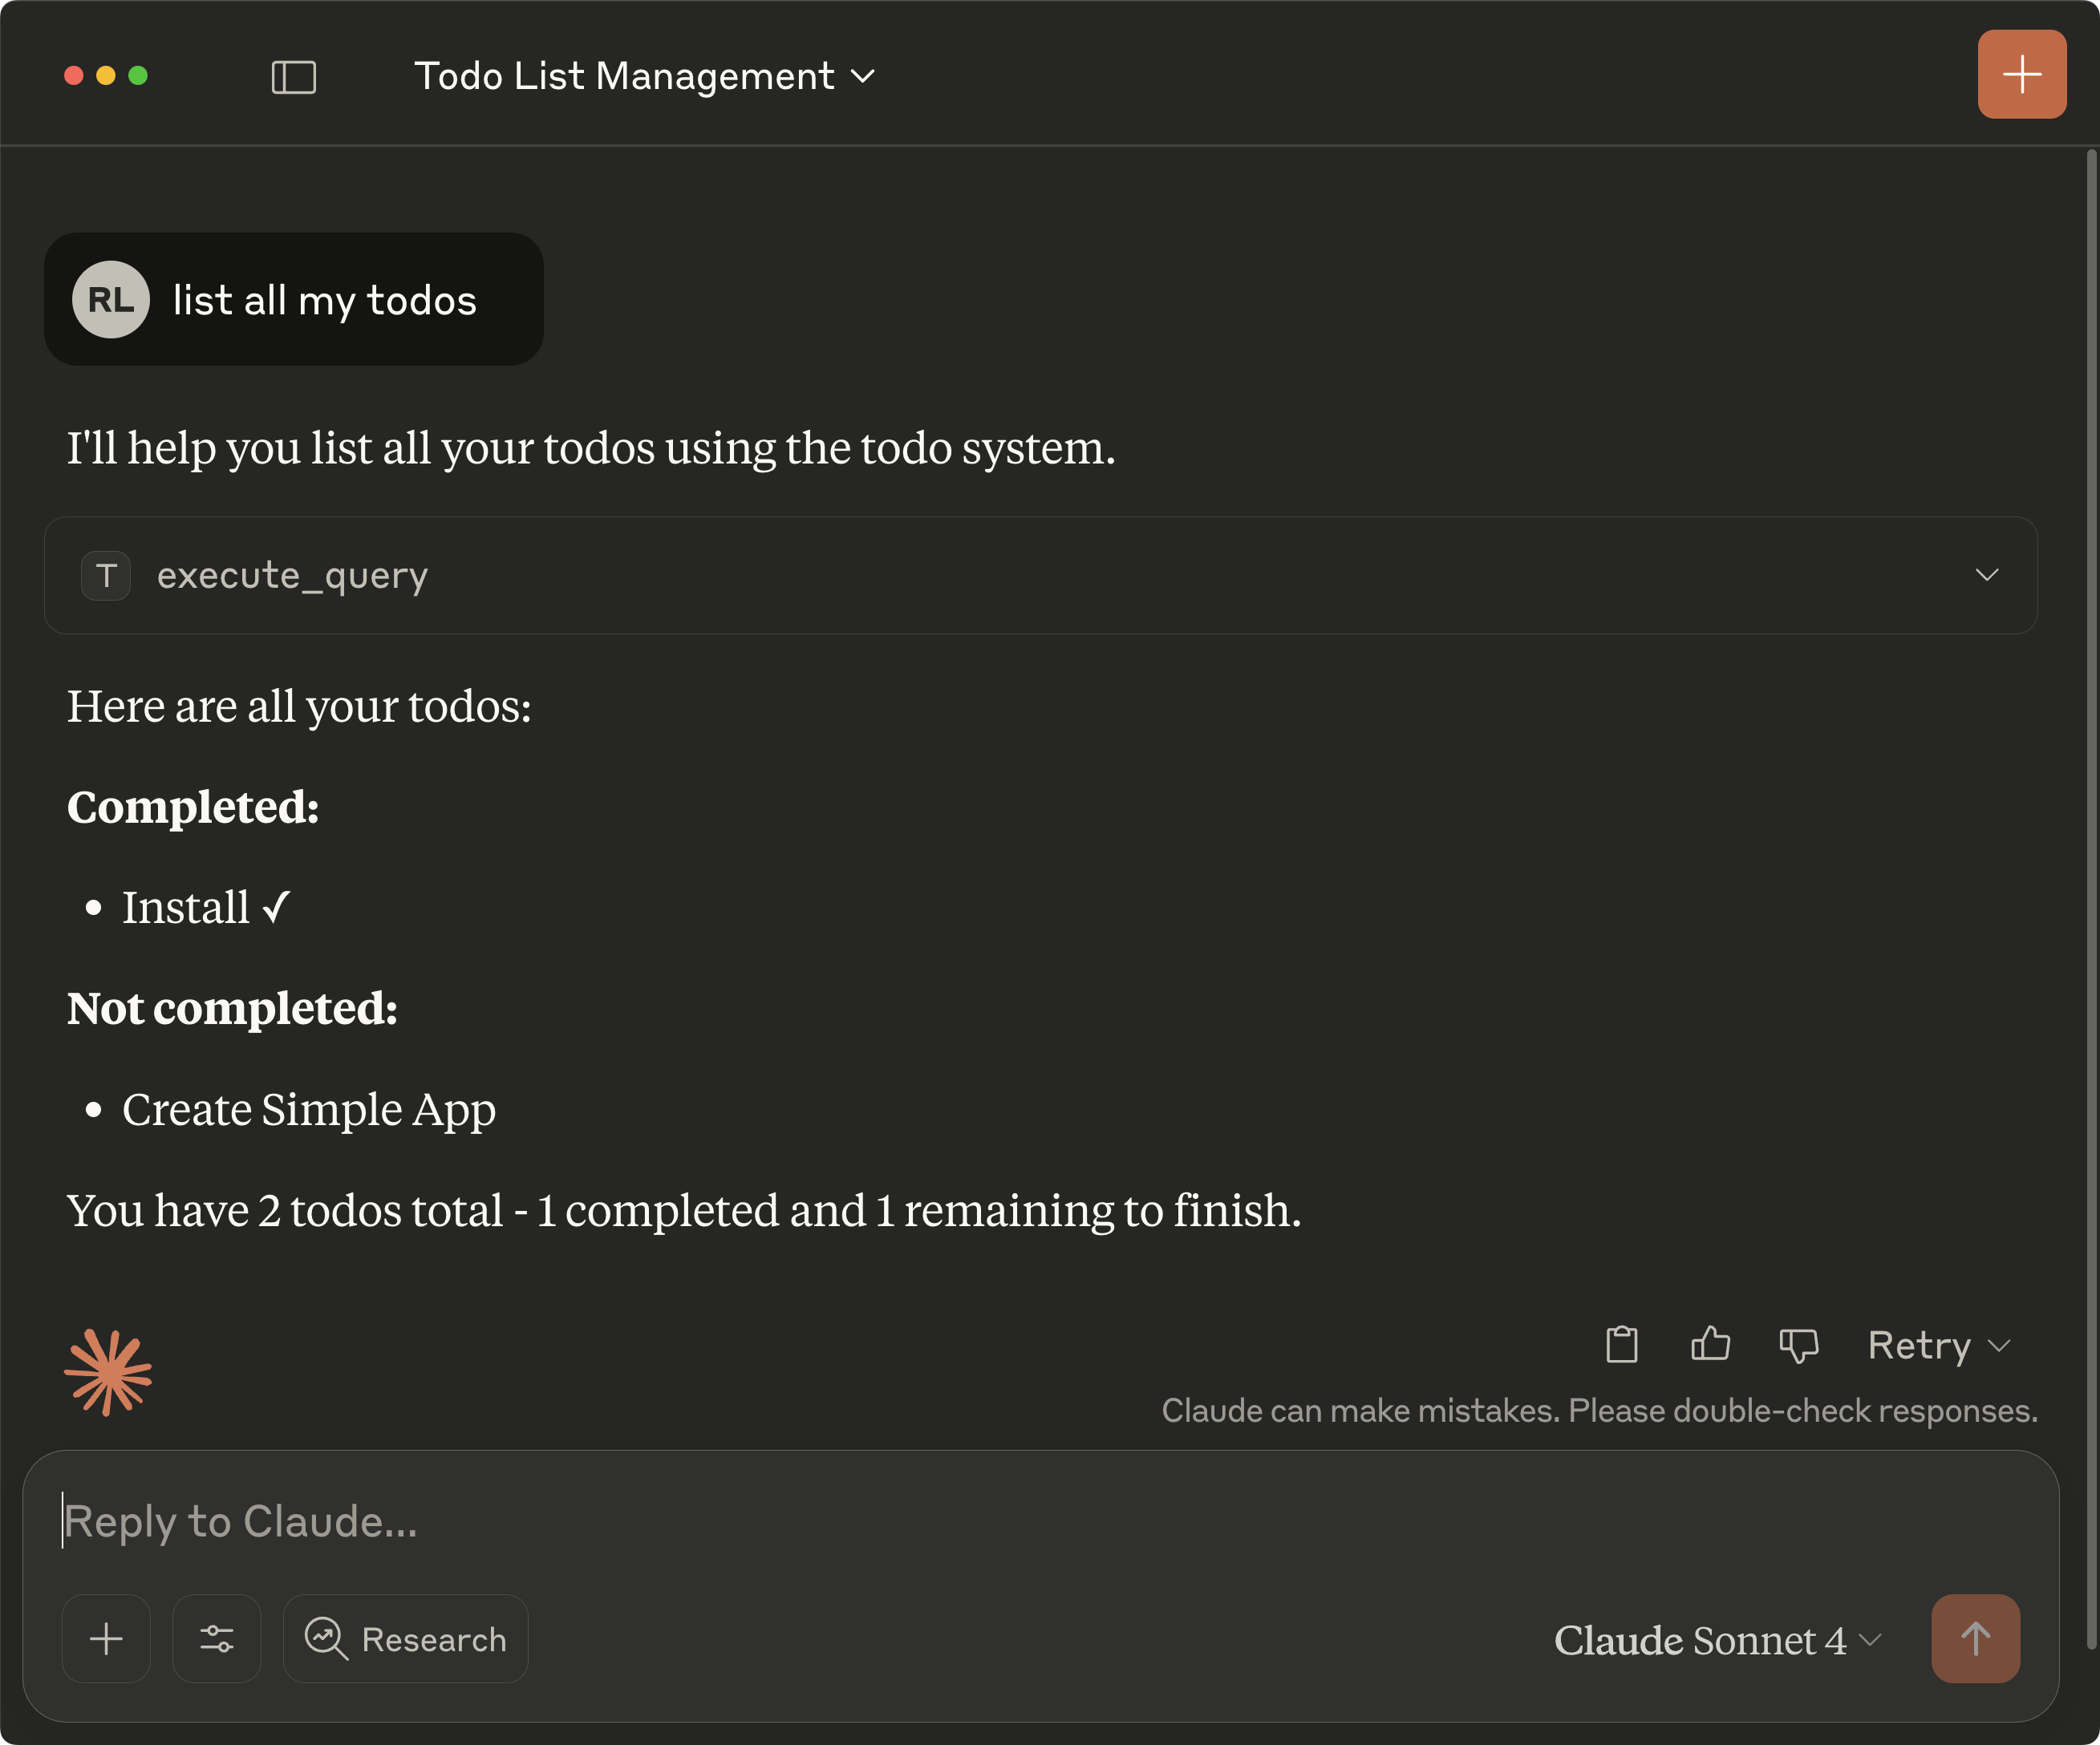 Todo List Management
RL list all my todos
I'll help you list all your todos using the todo system.
T execute_query
Here are all your todos:
Completed:
• Install ✓
Not completed:
• Create Simple App
You have 2 todos total - 1 completed and 1 remaining to finish.
Retry
Claude can make mistakes. Please double-check responses.
Reply to Claude...
Research
Claude Sonnet 4